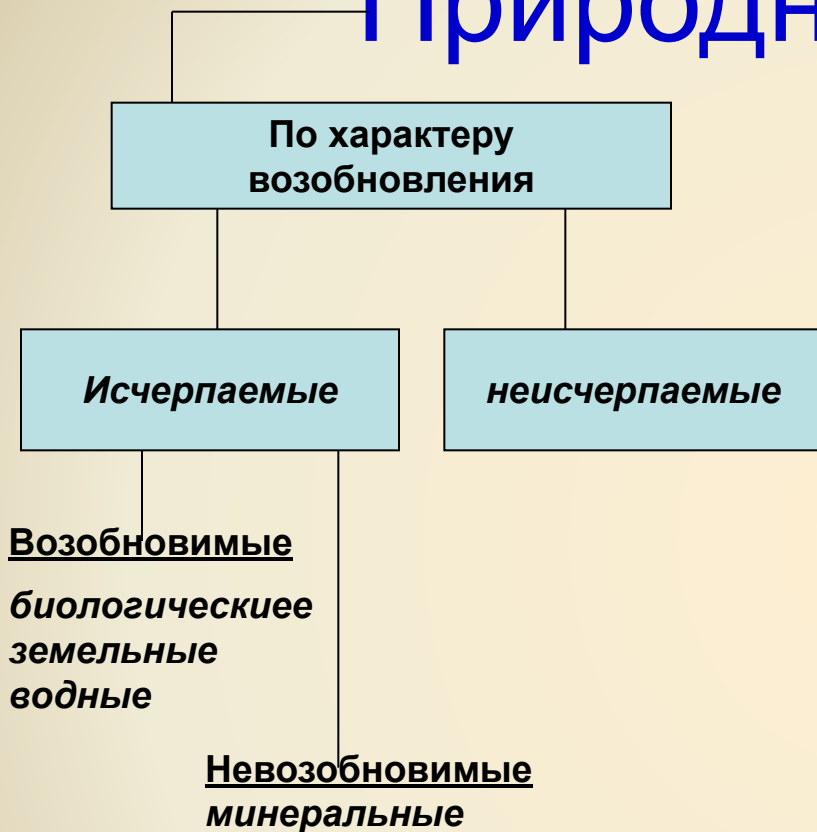 Природн
По характеру
возобновления
Исчерпаемые
неисчерпаемые
Возобновимые
биологическиее
земельные
водные
Невозобновимые
минеральные